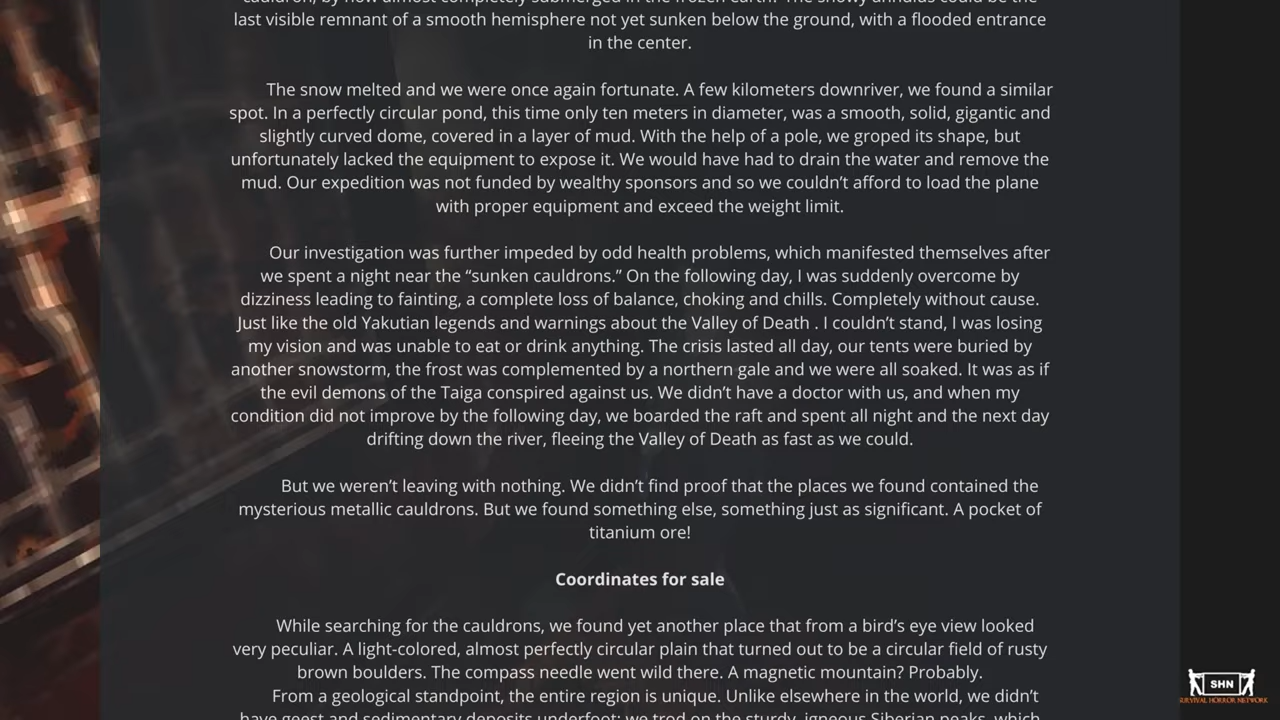 last visible remnant of a smooth hemisphere not yet sunken below the ground, with a flooded entrance
in the center.
The snow melted and we were once again fortunate. A few kilometers downriver, we found a similar
spot. In a perfectly circular pond, this time only ten meters in diameter, was a smooth, solid, gigantic and
slightly curved dome, covered in a layer of mud. With the help of a pole, we groped its shape, but
unfortunately lacked the equipment to expose it. We would have had to drain the water and remove the
mud. Our expedition was not funded by wealthy sponsors and so we couldn’t afford to load the plane
with proper equipment and exceed the weight limit.
Our investigation was further impeded by odd health problems, which manifested themselves after
we spent a night near the “sunken cauldrons.” On the following day, I was suddenly overcome by
dizziness leading to fainting, a complete loss of balance, choking and chills. Completely without cause.
Just like the old Yakutian legends and warnings about the Valley of Death . I couldn’t stand, I was losing
my vision and was unable to eat or drink anything. The crisis lasted all day, our tents were buried by
another snowstorm, the frost was complemented by a northern gale and we were all soaked. It was as if
the evil demons of the Taiga conspired against us. We didn’t have a doctor with us, and when my
condition did not improve by the following day, we boarded the raft and spent all night and the next day
drifting down the river, fleeing the Valley of Death as fast as we could.
But we weren’t leaving with nothing. We didn’t find proof that the places we found contained the
mysterious metallic cauldrons. But we found something else, something just as significant. A pocket of
titanium ore!
Coordinates for sale
While searching for the cauldrons, we found yet another place that from a bird’s eye view looked
very peculiar. A light-colored, almost perfectly circular plain that turned out to be a circular field of rusty
brown boulders. The compass needle went wild there. A magnetic mountain? Probably.
From a geological standpoint, the entire region is unique. Unlike elsewhere in the world, we didn’t
have geest and sedimentary deposits underfoot; we trod on the sturdy, igneous Siberian peaks, which
SHN
SURVIVAL HORROR NETWORK